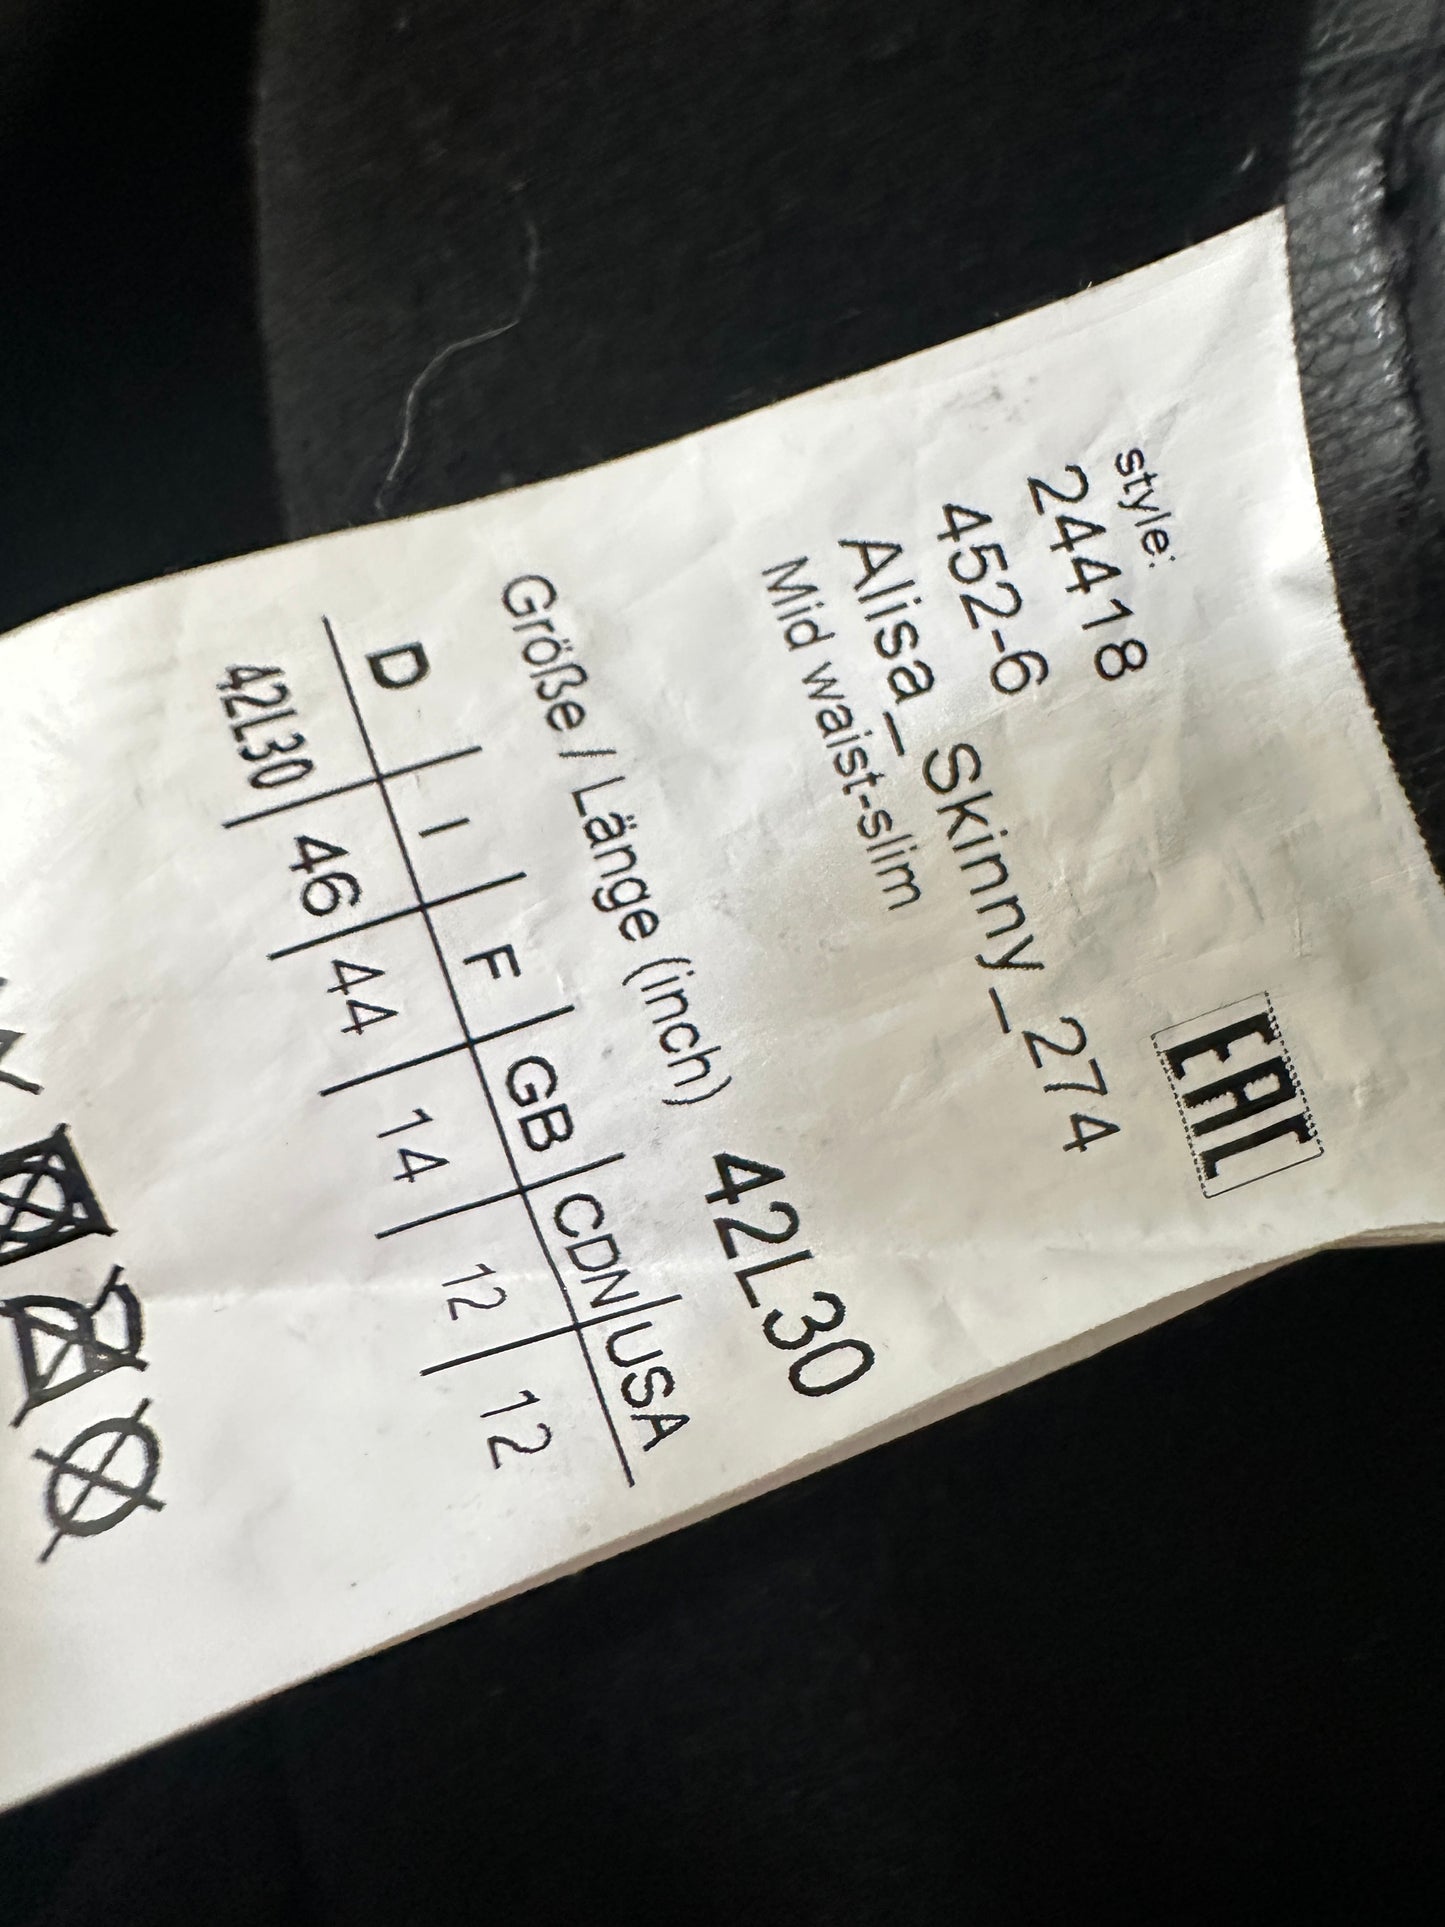 style:
24418
EAC
452-6
Alisa_ Skinny_274
Mid waist-slim
Größe / Länge (inch) 42L30
D | I | F | GB | CDN | USA
42L30 | 46 | 44 | 14 | 12 | 12